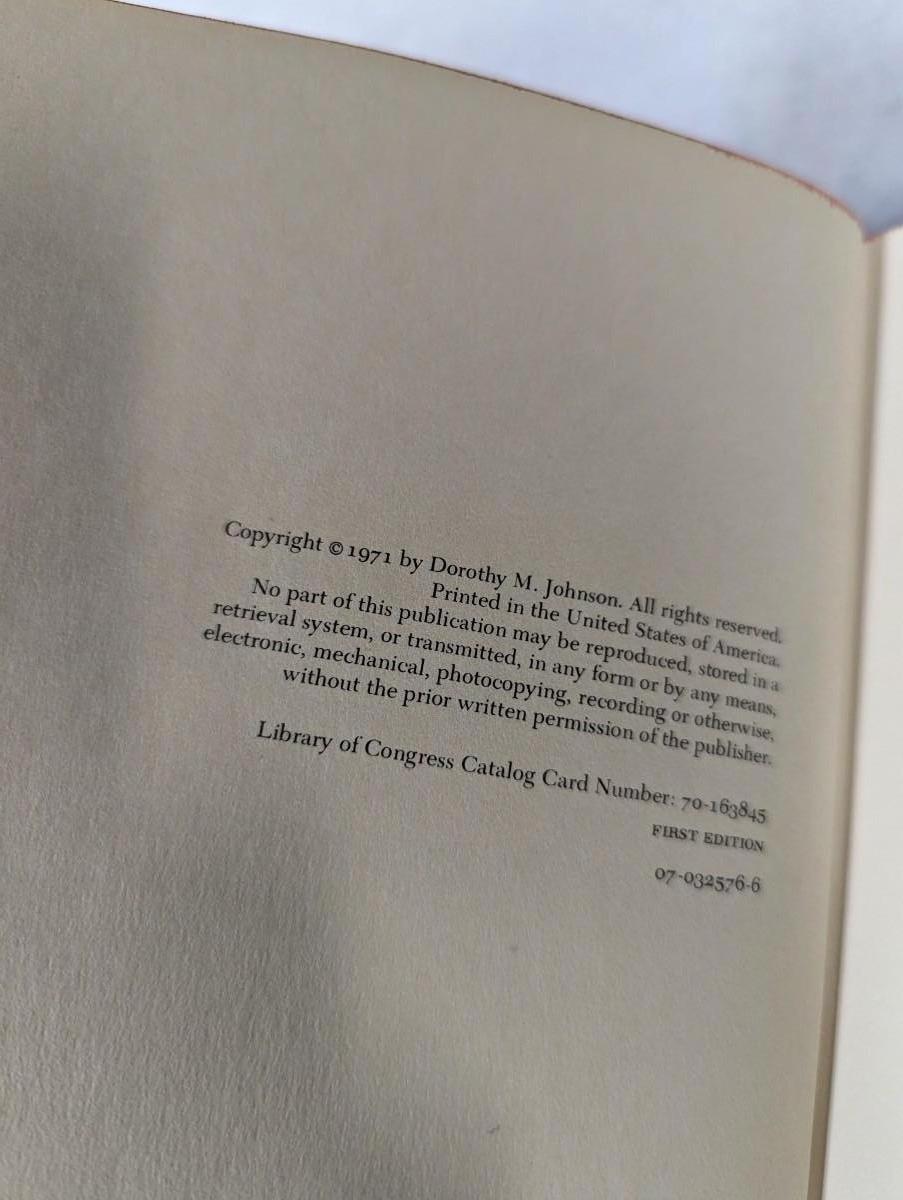 Copyright © 1971 by Dorothy M. Johnson. All rights reserved.
Printed in the United States of America.
No part of this publication may be reproduced, stored in a
retrieval system, or transmitted, in any form or by any means,
electronic, mechanical, photocopying, recording or otherwise,
without the prior written permission of the publisher.
Library of Congress Catalog Card Number: 70-163845
FIRST EDITION
07-032576-6